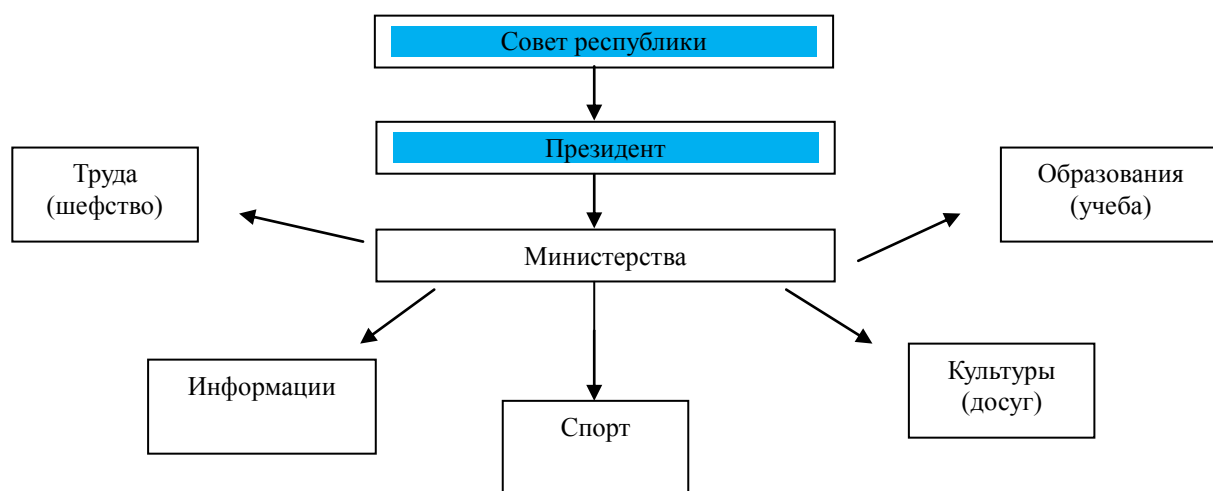 Совет республики
Президент
Труда
(шефство)
Образования
(учеба)
Министерства
Информации
Культуры
(досуг)
Спорт